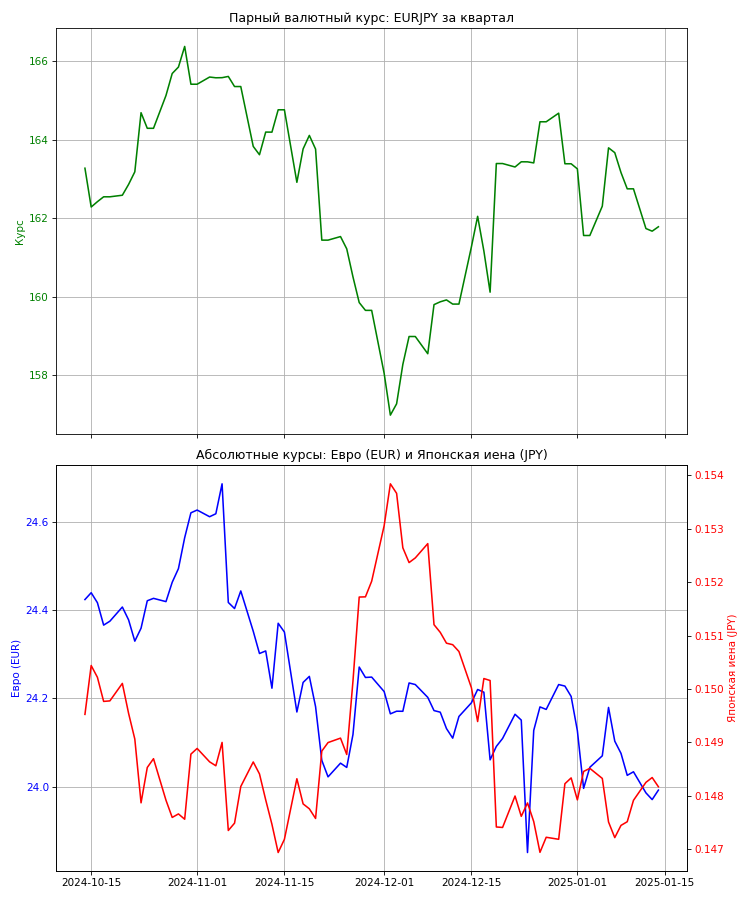 Парный валютный курс: EURJPY за квартал
166
164
162
160
158
Курс
Абсолютные курсы: Евро (EUR) и Японская иена (JPY)
24.6
24.4
24.2
24.0
Евро (EUR)
0.154
0.153
0.152
0.151
0.150
0.149
0.148
0.147
Японская иена (JPY)
2024-10-15 2024-11-01 2024-11-15 2024-12-01 2024-12-15 2025-01-01 2025-01-15